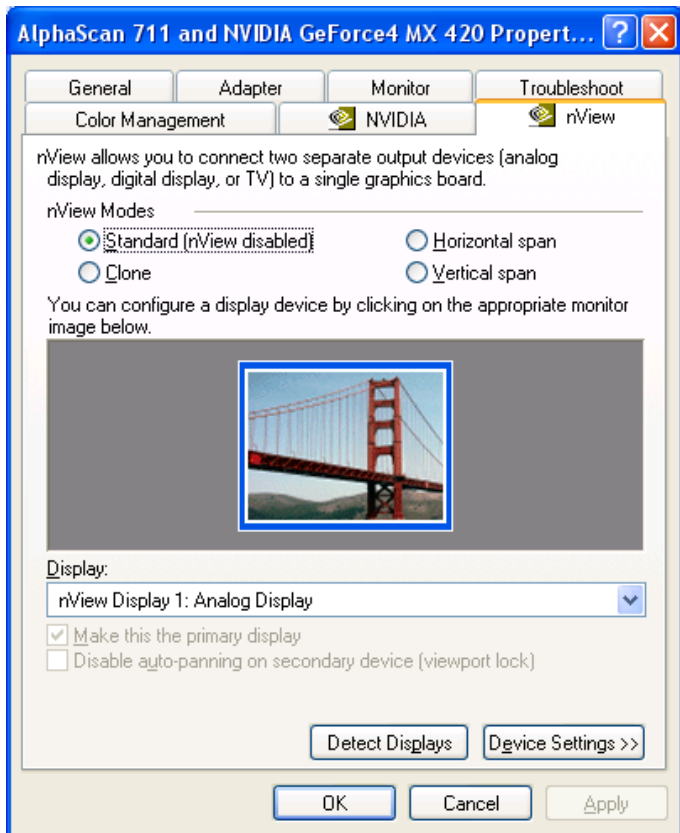 AlphaScan 711 and NVIDIA GeForce4 MX 420 Propert...
General
Adapter
Monitor
Troubleshoot
Color Management
NVIDIA
nView
nView allows you to connect two separate output devices (analog
display, digital display, or TV) to a single graphics board.
nView Modes
Standard (nView disabled)
Horizontal span
Clone
Vertical span
You can configure a display device by clicking on the appropriate monitor
image below.
Display:
nView Display 1: Analog Display
Make this the primary display
Disable auto-panning on secondary device (viewport lock)
Detect Displays
Device Settings >>
OK
Cancel
Apply